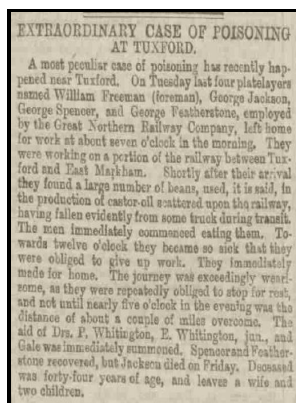 EXTRAORDINARY CASE OF POISONING
AT TUXFORD.
A most peculiar case of poisoning has recently hap-
pened near Tuxford. On Tuesday last four platelayers
named William Freeman (foreman), George Jackson,
George Spencer, and George Featherstone, employed
by the Great Northern Railway Company, left home
for work at about seven o'clock in the morning. They
were working on a portion of the railway between Tux-
ford and East Markham. Shortly after their arrival
they found a large number of beans, used, it is said, in
the production of castor-oil scattered upon the railway,
having fallen evidently from some truck during transit.
The men immediately commenced eating them. To-
wards twelve o'clock they became so sick that they
were obliged to give up work. They immediately
made for home. The journey was exceedingly weari-
some, as they were repeatedly obliged to stop for rest,
and not until nearly five o'clock in the evening was the
distance of about a couple of miles overcome. The
aid of Drs. P. Whitington, E. Whitington, jun., and
Gale was immediately summoned. Spencer and Feather-
stone recovered, but Jackson died on Friday. Deceased
was forty-four years of age, and leaves a wife and
two children.